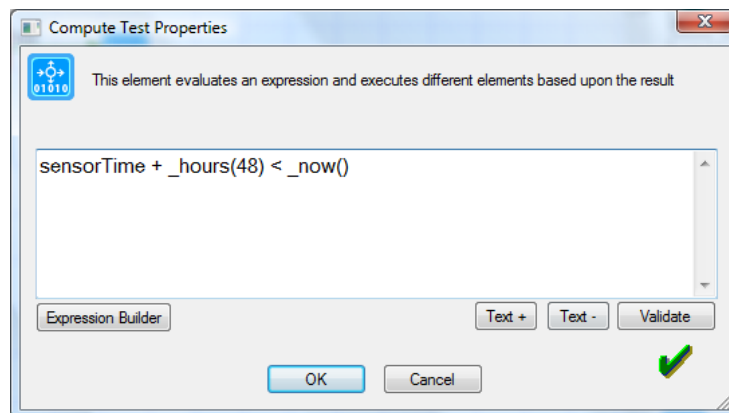 Compute Test Properties
X
01010
This element evaluates an expression and executes different elements based upon the result
sensorTime + _hours(48) < _now()
Expression Builder
Text +
Text -
Validate
OK
Cancel